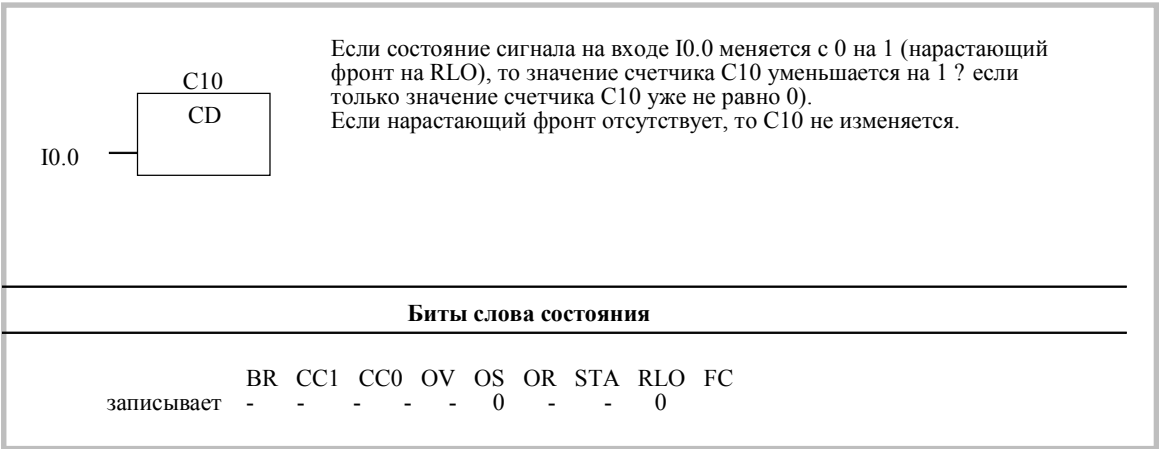 C10
CD
I0.0
Если состояние сигнала на входе I0.0 меняется с 0 на 1 (нарастающий
фронт на RLO), то значение счетчика C10 уменьшается на 1 ? если
только значение счетчика C10 уже не равно 0).
Если нарастающий фронт отсутствует, то C10 не изменяется.
Биты слова состояния
BR CC1 CC0 OV OS OR STA RLO FC
записывает - - - - - 0 - - 0